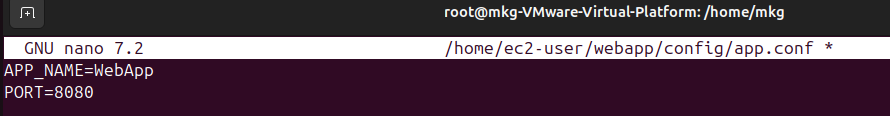 root@mkg-VMware-Virtual-Platform: /home/mkg
GNU nano 7.2 /home/ec2-user/webapp/config/app.conf *
APP_NAME=WebApp
PORT=8080